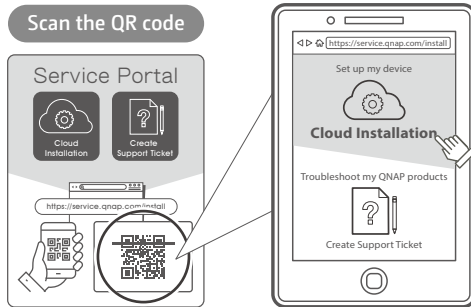 Scan the QR code
Service Portal
Cloud
Installation
Create
Support Ticket
https://service.qnap.com/install
https://service.qnap.com/install
Set up my device
Cloud Installation
Troubleshoot my QNAP products
?
Create Support Ticket